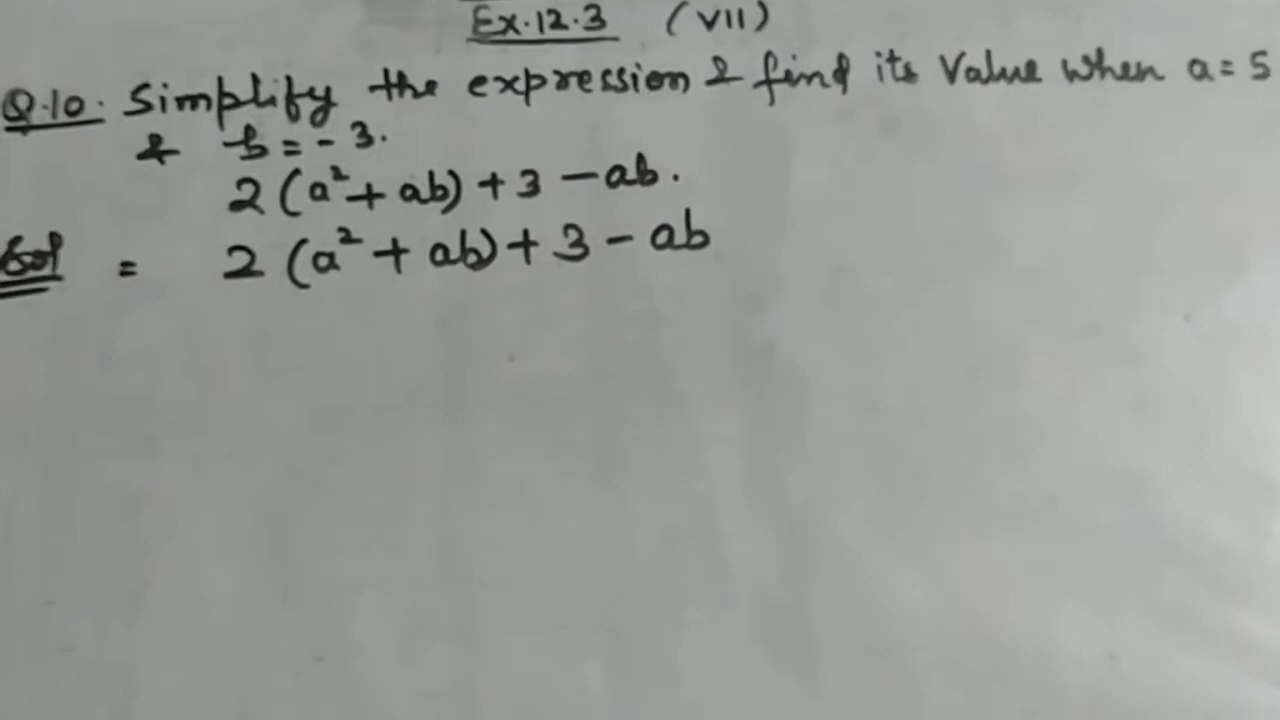 Ex.12.3 (VII)
Q.10. Simplify the expression & find its value when a = 5
& b = - 3.
2 (a² + ab) + 3 - ab.
Sol = 2 (a² + ab) + 3 - ab